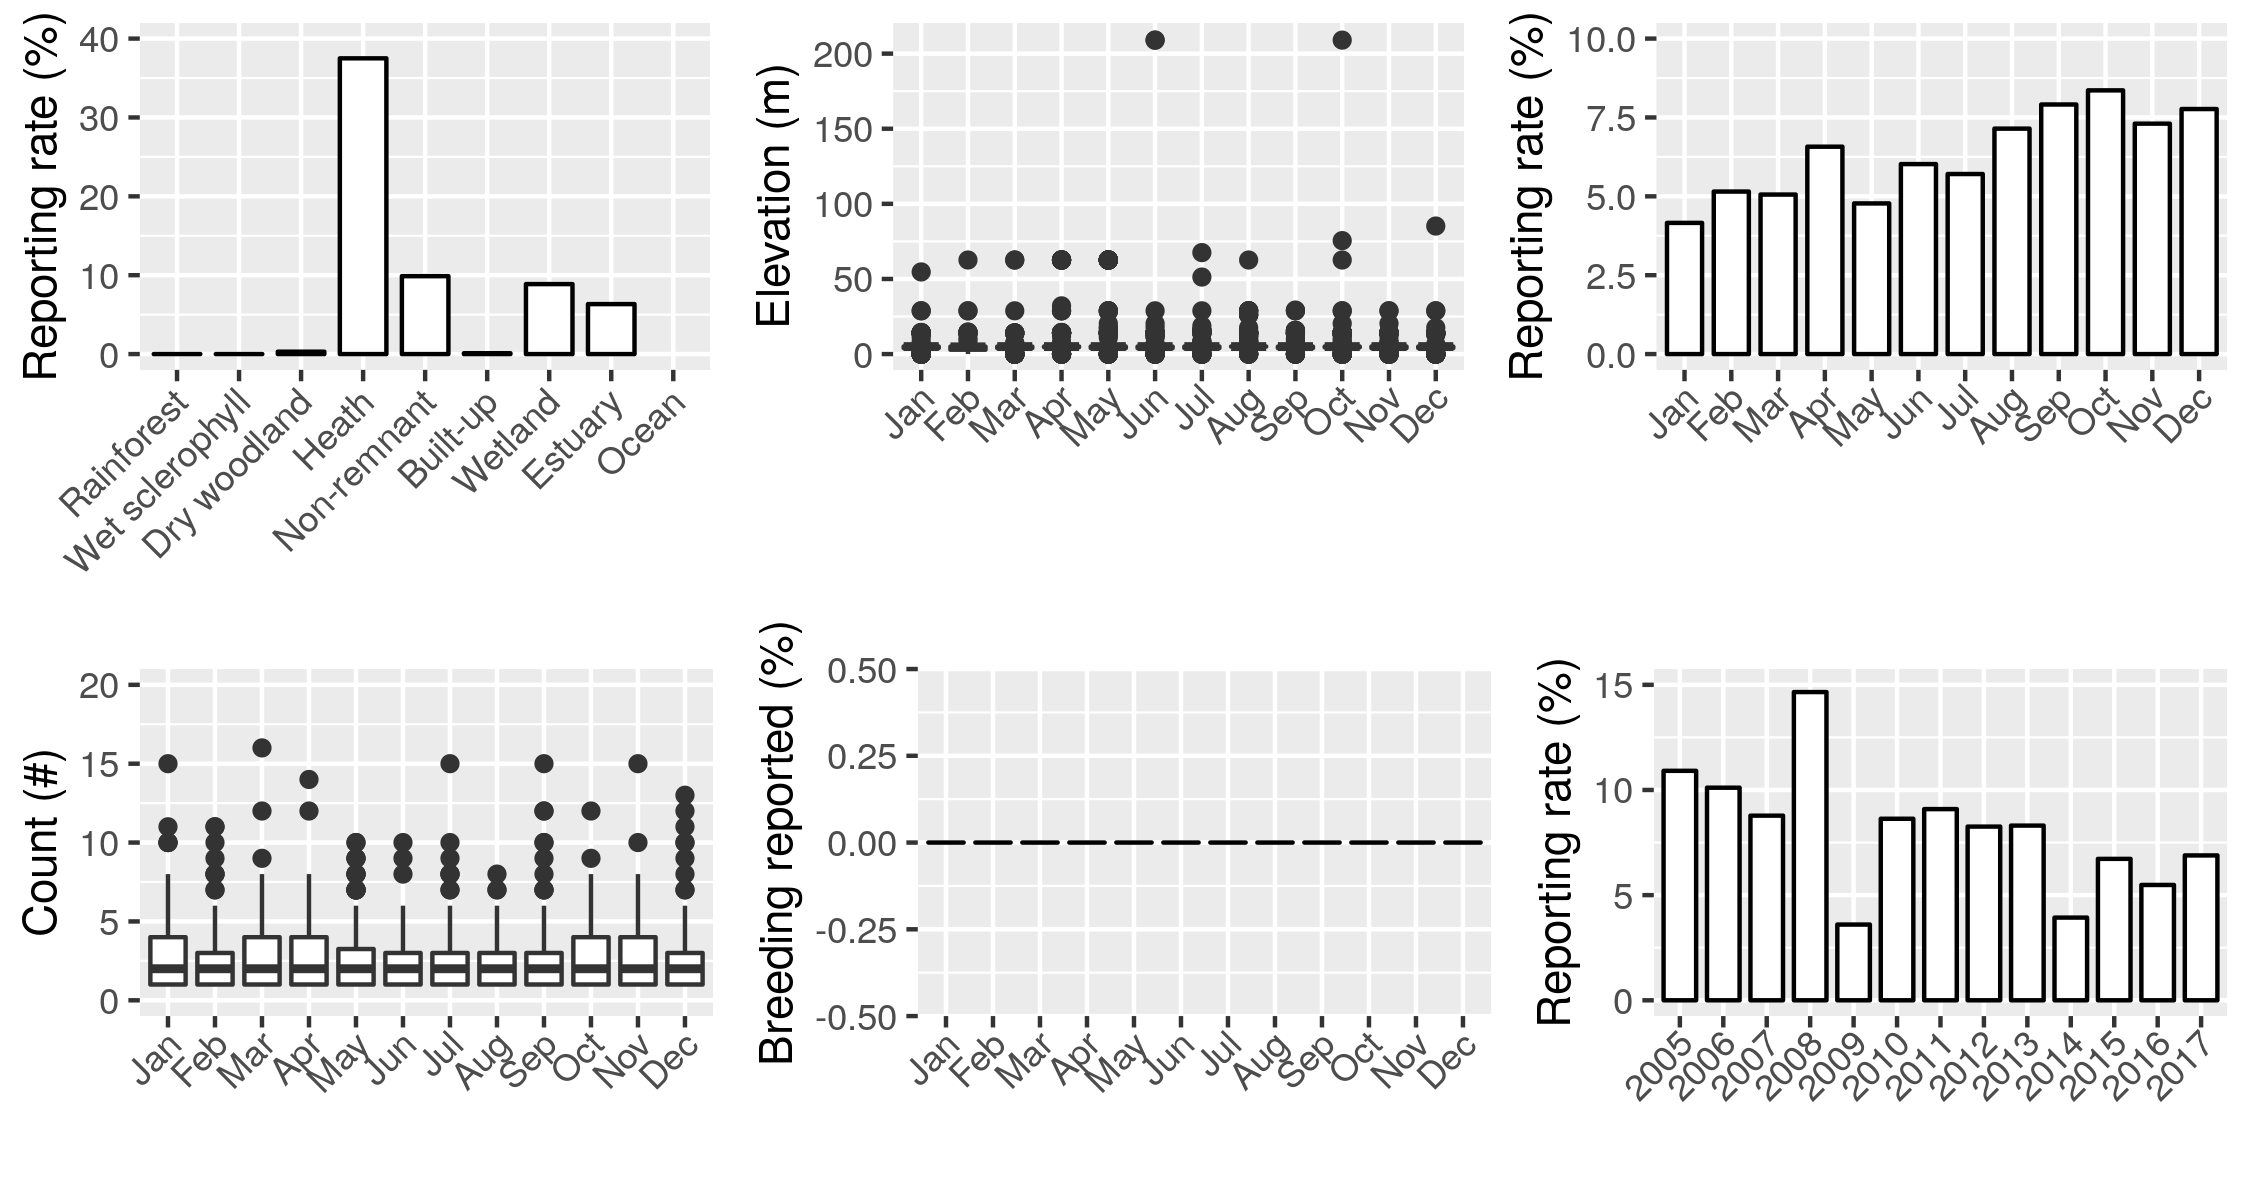 Reporting rate (%)
40
30
20
10
0
Rainforest
Wet sclerophyll
Dry woodland
Heath
Non-remnant
Built-up
Wetland
Estuary
Ocean
Elevation (m)
200
150
100
50
0
Jan
Feb
Mar
Apr
May
Jun
Jul
Aug
Sep
Oct
Nov
Dec
Reporting rate (%)
10.0
7.5
5.0
2.5
0.0
Jan
Feb
Mar
Apr
May
Jun
Jul
Aug
Sep
Oct
Nov
Dec
Count (#)
20
15
10
5
0
Jan
Feb
Mar
Apr
May
Jun
Jul
Aug
Sep
Oct
Nov
Dec
Breeding reported (%)
0.50
0.25
0.00
-0.25
-0.50
Jan
Feb
Mar
Apr
May
Jun
Jul
Aug
Sep
Oct
Nov
Dec
Reporting rate (%)
15
10
5
0
2005
2006
2007
2008
2009
2010
2011
2012
2013
2014
2015
2016
2017